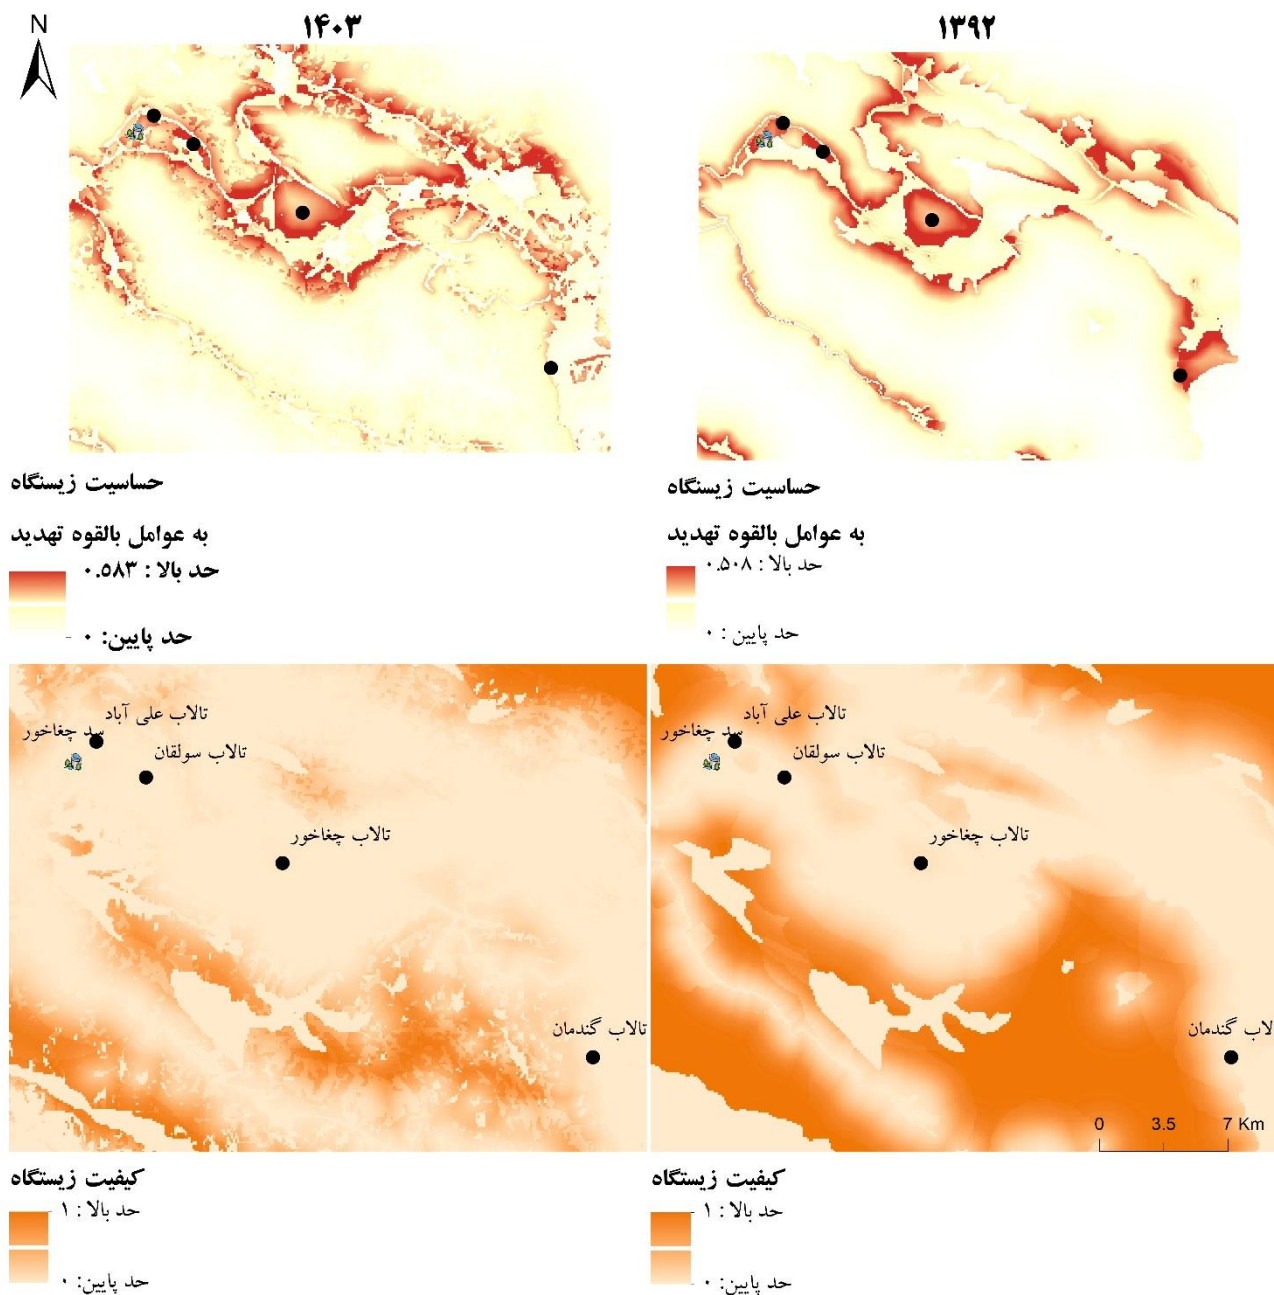 N
۱۴۰۳
۱۳۹۲
حساسیت زیستگاه
به عوامل بالقوه تهدید
حد بالا : ۰.۵۸۳
حد پایین: ۰
حساسیت زیستگاه
به عوامل بالقوه تهدید
حد بالا : ۰.۵۰۸
حد پایین : ۰
تالاب علی آباد
سد چغاخور
تالاب سولقان
تالاب چغاخور
تالاب گندمان
تالاب علی آباد
سد چغاخور
تالاب سولقان
تالاب چغاخور
لاب گندمان
0 3.5 7 Km
کیفیت زیستگاه
حد بالا : ۱
حد پایین: ۰
کیفیت زیستگاه
حد بالا : ۱
حد پایین: ۰